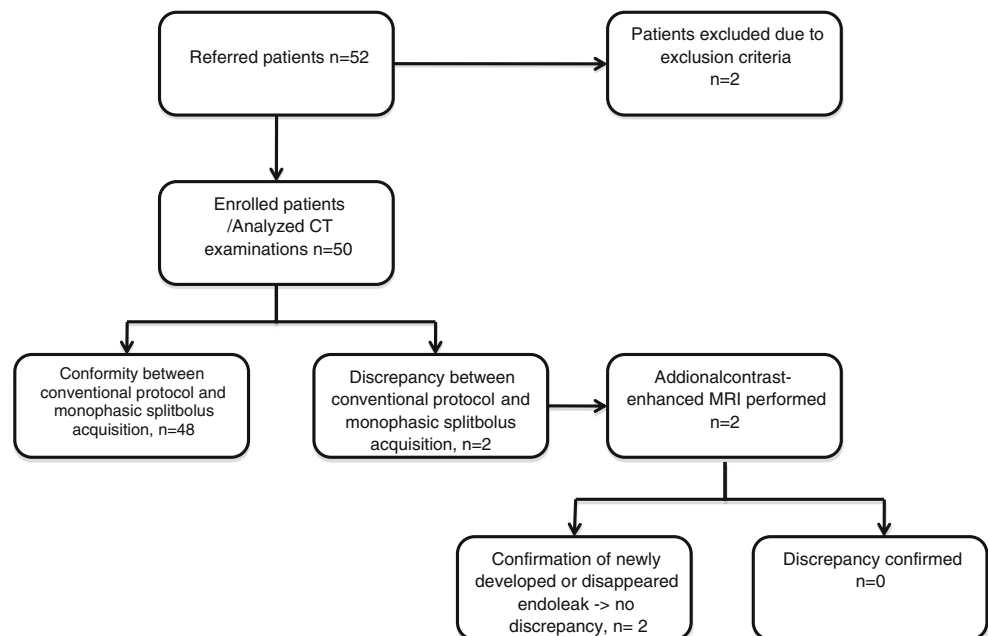 Referred patients n=52
Patients excluded due to
exclusion criteria
n=2
Enrolled patients
/Analyzed CT
examinations n=50
Conformity between
conventional protocol and
monophasic splitbolus
acquisition, n=48
Discrepancy between
conventional protocol and
monophasic splitbolus
acquisition, n=2
Addionalcontrast-
enhanced MRI performed
n=2
Confirmation of newly
developed or disappeared
endoleak -> no
discrepancy, n= 2
Discrepancy confirmed
n=0